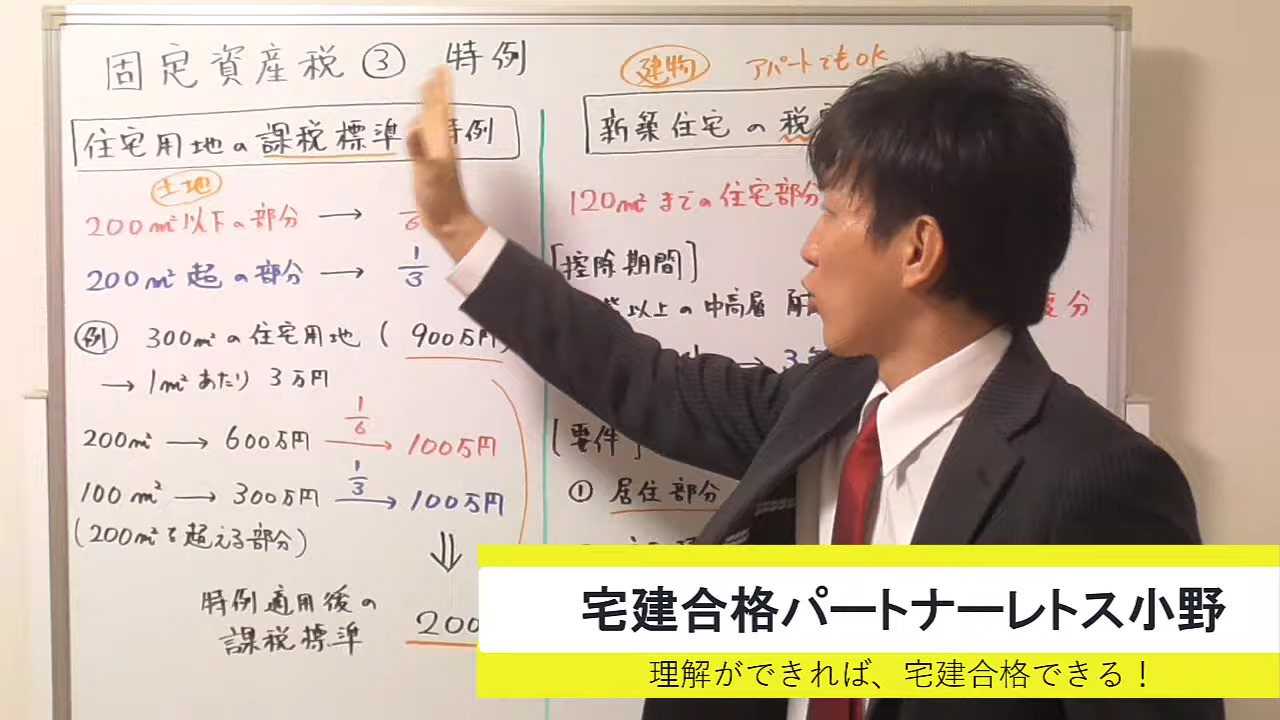 固定資産税 ③ 特例
住宅用地の課税標準 特例
土地
200m²以下の部分 → 6
200m²超の部分 → 1/3
例 300m²の住宅用地 (900万円)
→ 1m²あたり 3万円
200m² → 600万円 1/6 → 100万円
100m² → 300万円 1/3 → 100万円
(200m²を超える部分)
⇓
特例適用後の
課税標準 200
建物 アパートでもOK
新築住宅の税
120m²までの住宅部分
[控除期間]
以上の中高層 度分
→ 3
[要件]
① 居住部分
宅建合格パートナーレトス小野
理解ができれば、宅建合格できる！